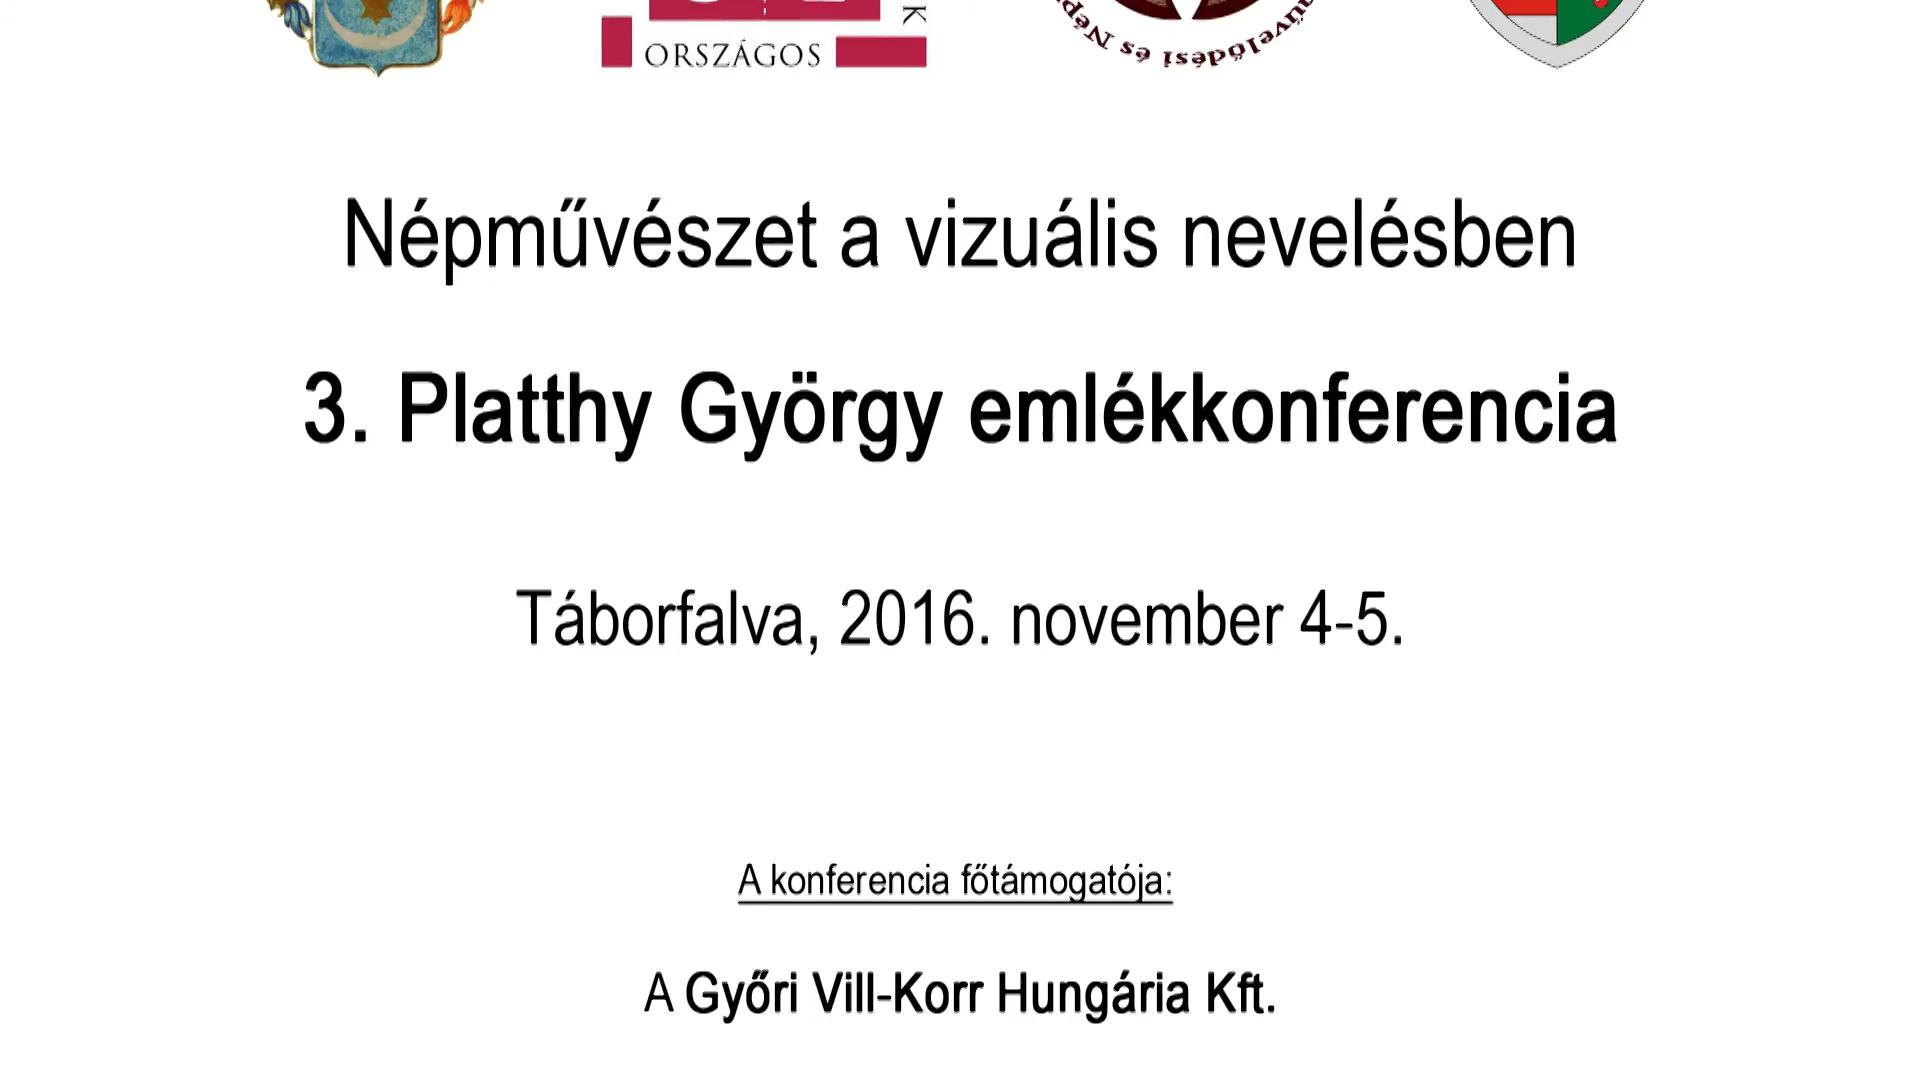 ORSZÁGOS
K
Népművészet a vizuális nevelésben
3. Platthy György emlékkonferencia
Táborfalva, 2016. november 4-5.
A konferencia főtámogatója:
A Győri Vill-Korr Hungária Kft.